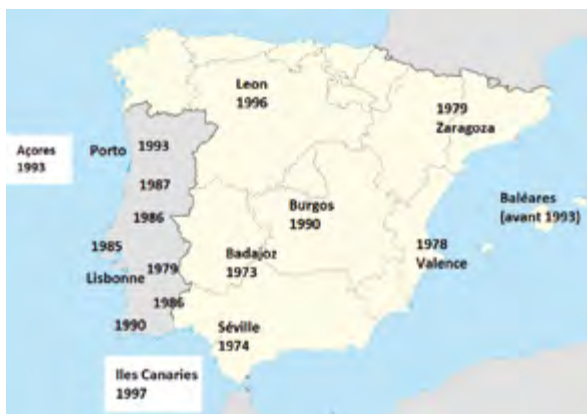 Leon
1996
1979
Zaragoza
Açores
1993
Porto
1993
1987
1986
Burgos
1990
Baléares
(avant 1993)
1985
Lisbonne
1979
Badajoz
1973
1978
Valence
1986
1990
Séville
1974
Iles Canaries
1997